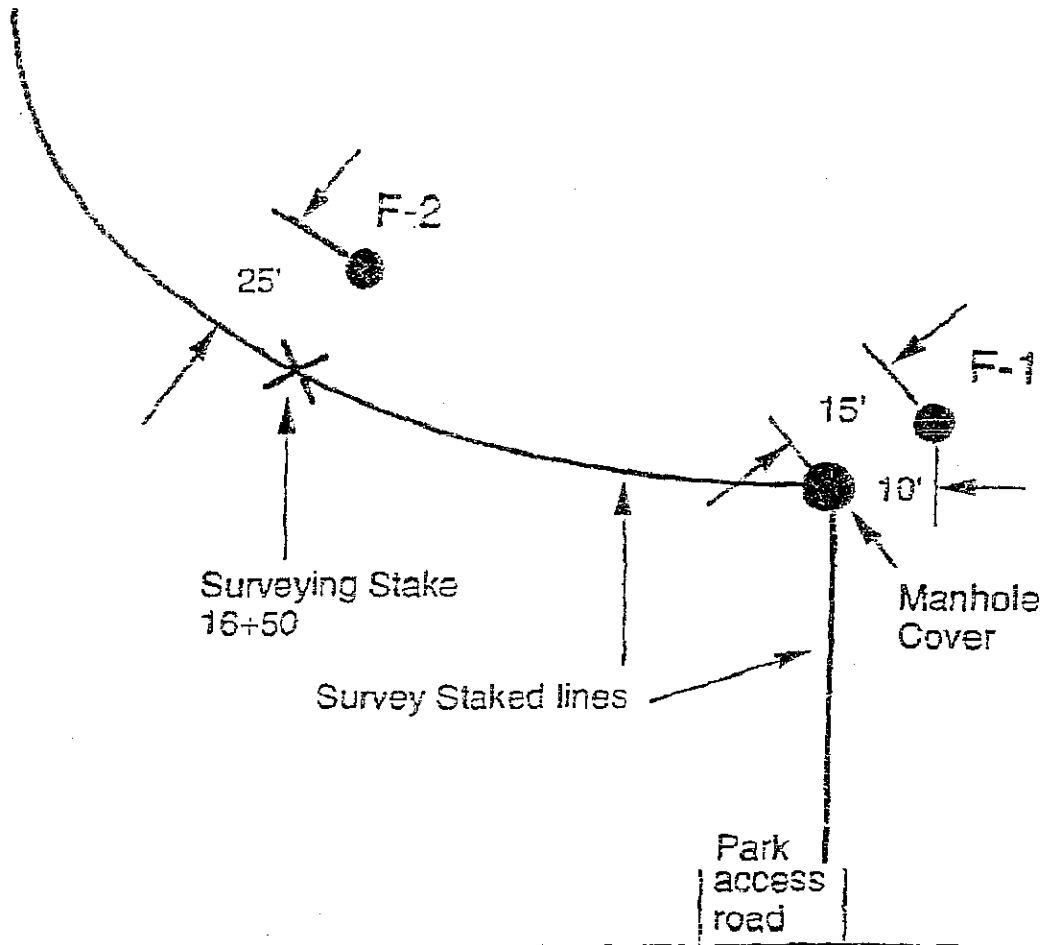 F-2
25'
F-1
15'
10'
Surveying Stake
16+50
Manhole
Cover
Survey Staked lines
Park
access
road